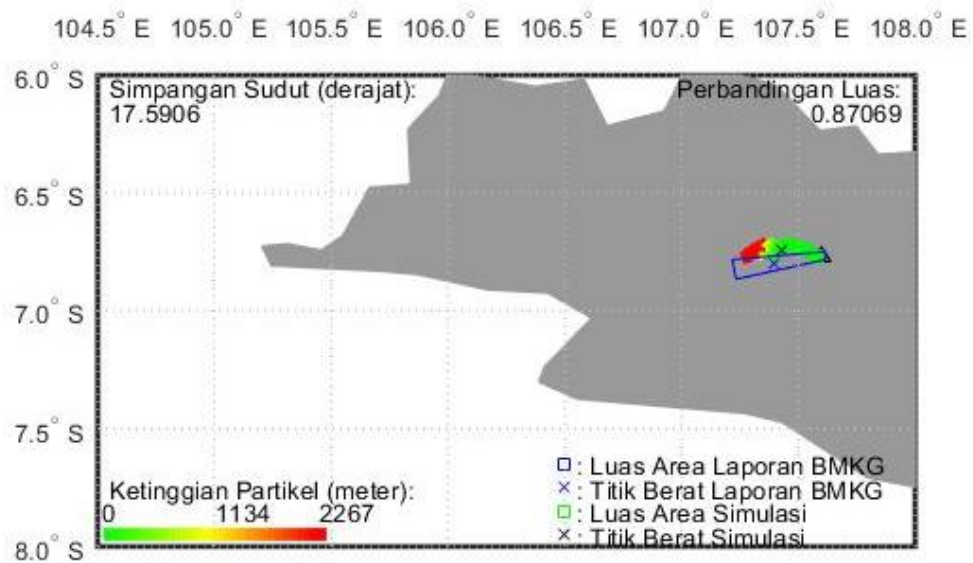 104.5° E 105.0° E 106.0° E 106.5° E 107.0° E 107.5° E 108.0° E
6.0° S
Simpangan Sudut (derajat): Perbandingan Luas:
17.5906 0.87069
6.5° S
7.0° S
7.5° S
□ : Luas Area Laporan BMKG
Ketinggian Partikel (meter): × : Titik Berat Laporan BMKG
0 1134 2267 □ : Luas Area Simulasi
× : Titik Berat Simulasi
8.0° S